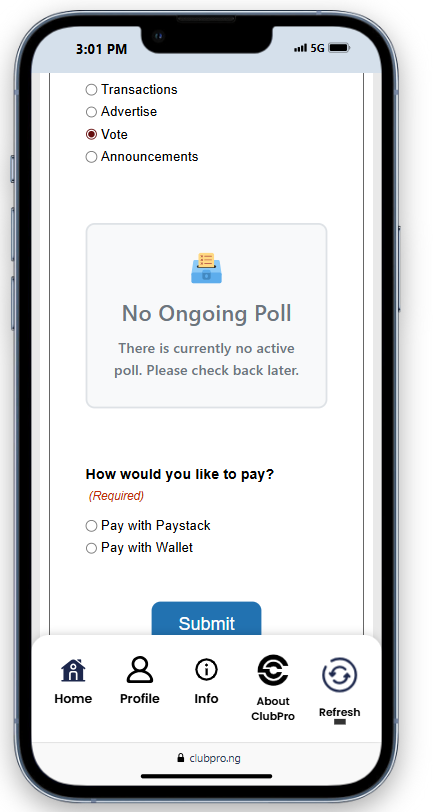 3:01 PM
5G
Transactions
Advertise
Vote
Announcements
No Ongoing Poll
There is currently no active
poll. Please check back later.
How would you like to pay?
(Required)
Pay with Paystack
Pay with Wallet
Submit
Home
Profile
Info
About
ClubPro
Refresh
clubpro.ng